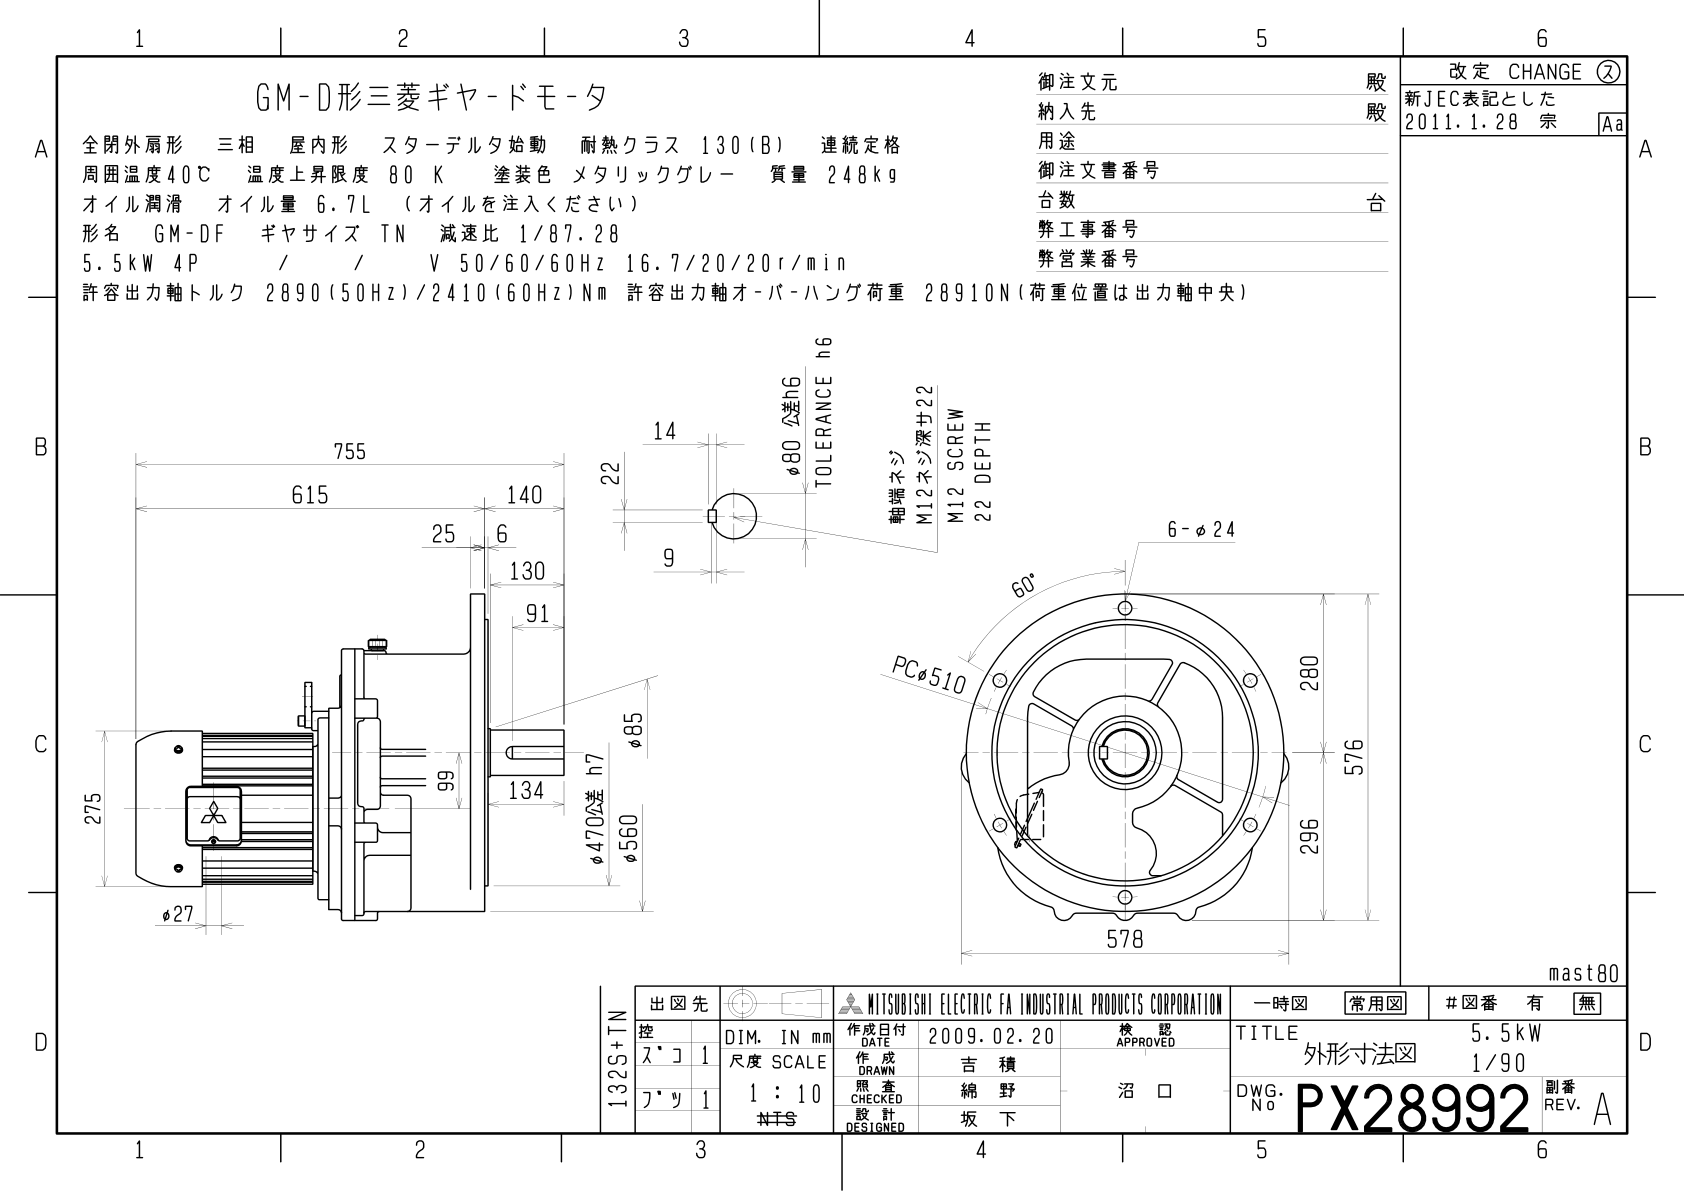 1 2 3 4 5 6
改定 CHANGE ス
新JEC表記とした
2011.1.28 宗 Aa
GM-D形三菱ギヤードモータ
全閉外扇形 三相 屋内形 スターデルタ始動 耐熱クラス 130(B) 連続定格
周囲温度40℃ 温度上昇限度 80 K 塗装色 メタリックグレー 質量 248kg
オイル潤滑 オイル量 6.7L (オイルを注入ください)
形名 GM-DF ギヤサイズ TN 減速比 1/87.28
5.5kW 4P / / V 50/60/60Hz 16.7/20/20r/min
許容出力軸トルク 2890(50Hz)/2410(60Hz)Nm 許容出力軸オーバーハング荷重 28910N(荷重位置は出力軸中央)
御注文元 殿
納入先 殿
用途
御注文書番号
台数 台
弊工事番号
弊営業番号
A A
B B
C C
D D
755
615
140
25
6
130
91
14
22
9
φ80 公差h6
TOLERANCE h6
軸端ネジ
M12ネジ深サ22
M12 SCREW
22 DEPTH
φ85
99
134
275
φ470公差 h7
φ560
φ27
6-φ24
60°
PCφ510
280
576
296
578
mast80
132S+TN
出図先
控
ズコ 1
ブツ 1
DIM. IN mm
尺度 SCALE
1 : 10
NTS
MITSUBISHI ELECTRIC FA INDUSTRIAL PRODUCTS CORPORATION
作成日付
DATE
2009.02.20
検認
APPROVED
作成
DRAWN
吉積
照査
CHECKED
綿野
沼口
設計
DESIGNED
坂下
一時図 常用図 #図番 有 無
TITLE
外形寸法図
5.5kW
1/90
DWG.
No
PX28992
副番
REV.
A
1 2 3 4 5 6